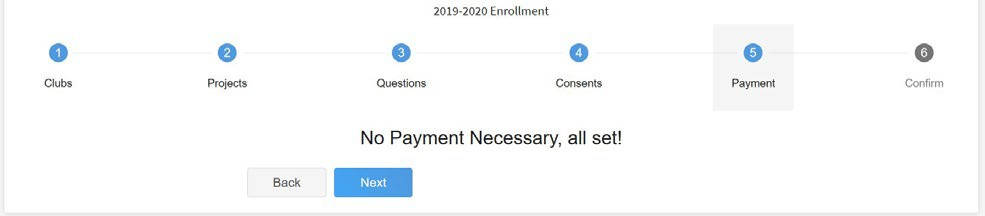 2019-2020 Enrollment
1 2 3 4 5 6
Clubs Projects Questions Consents Payment Confirm
No Payment Necessary, all set!
Back Next